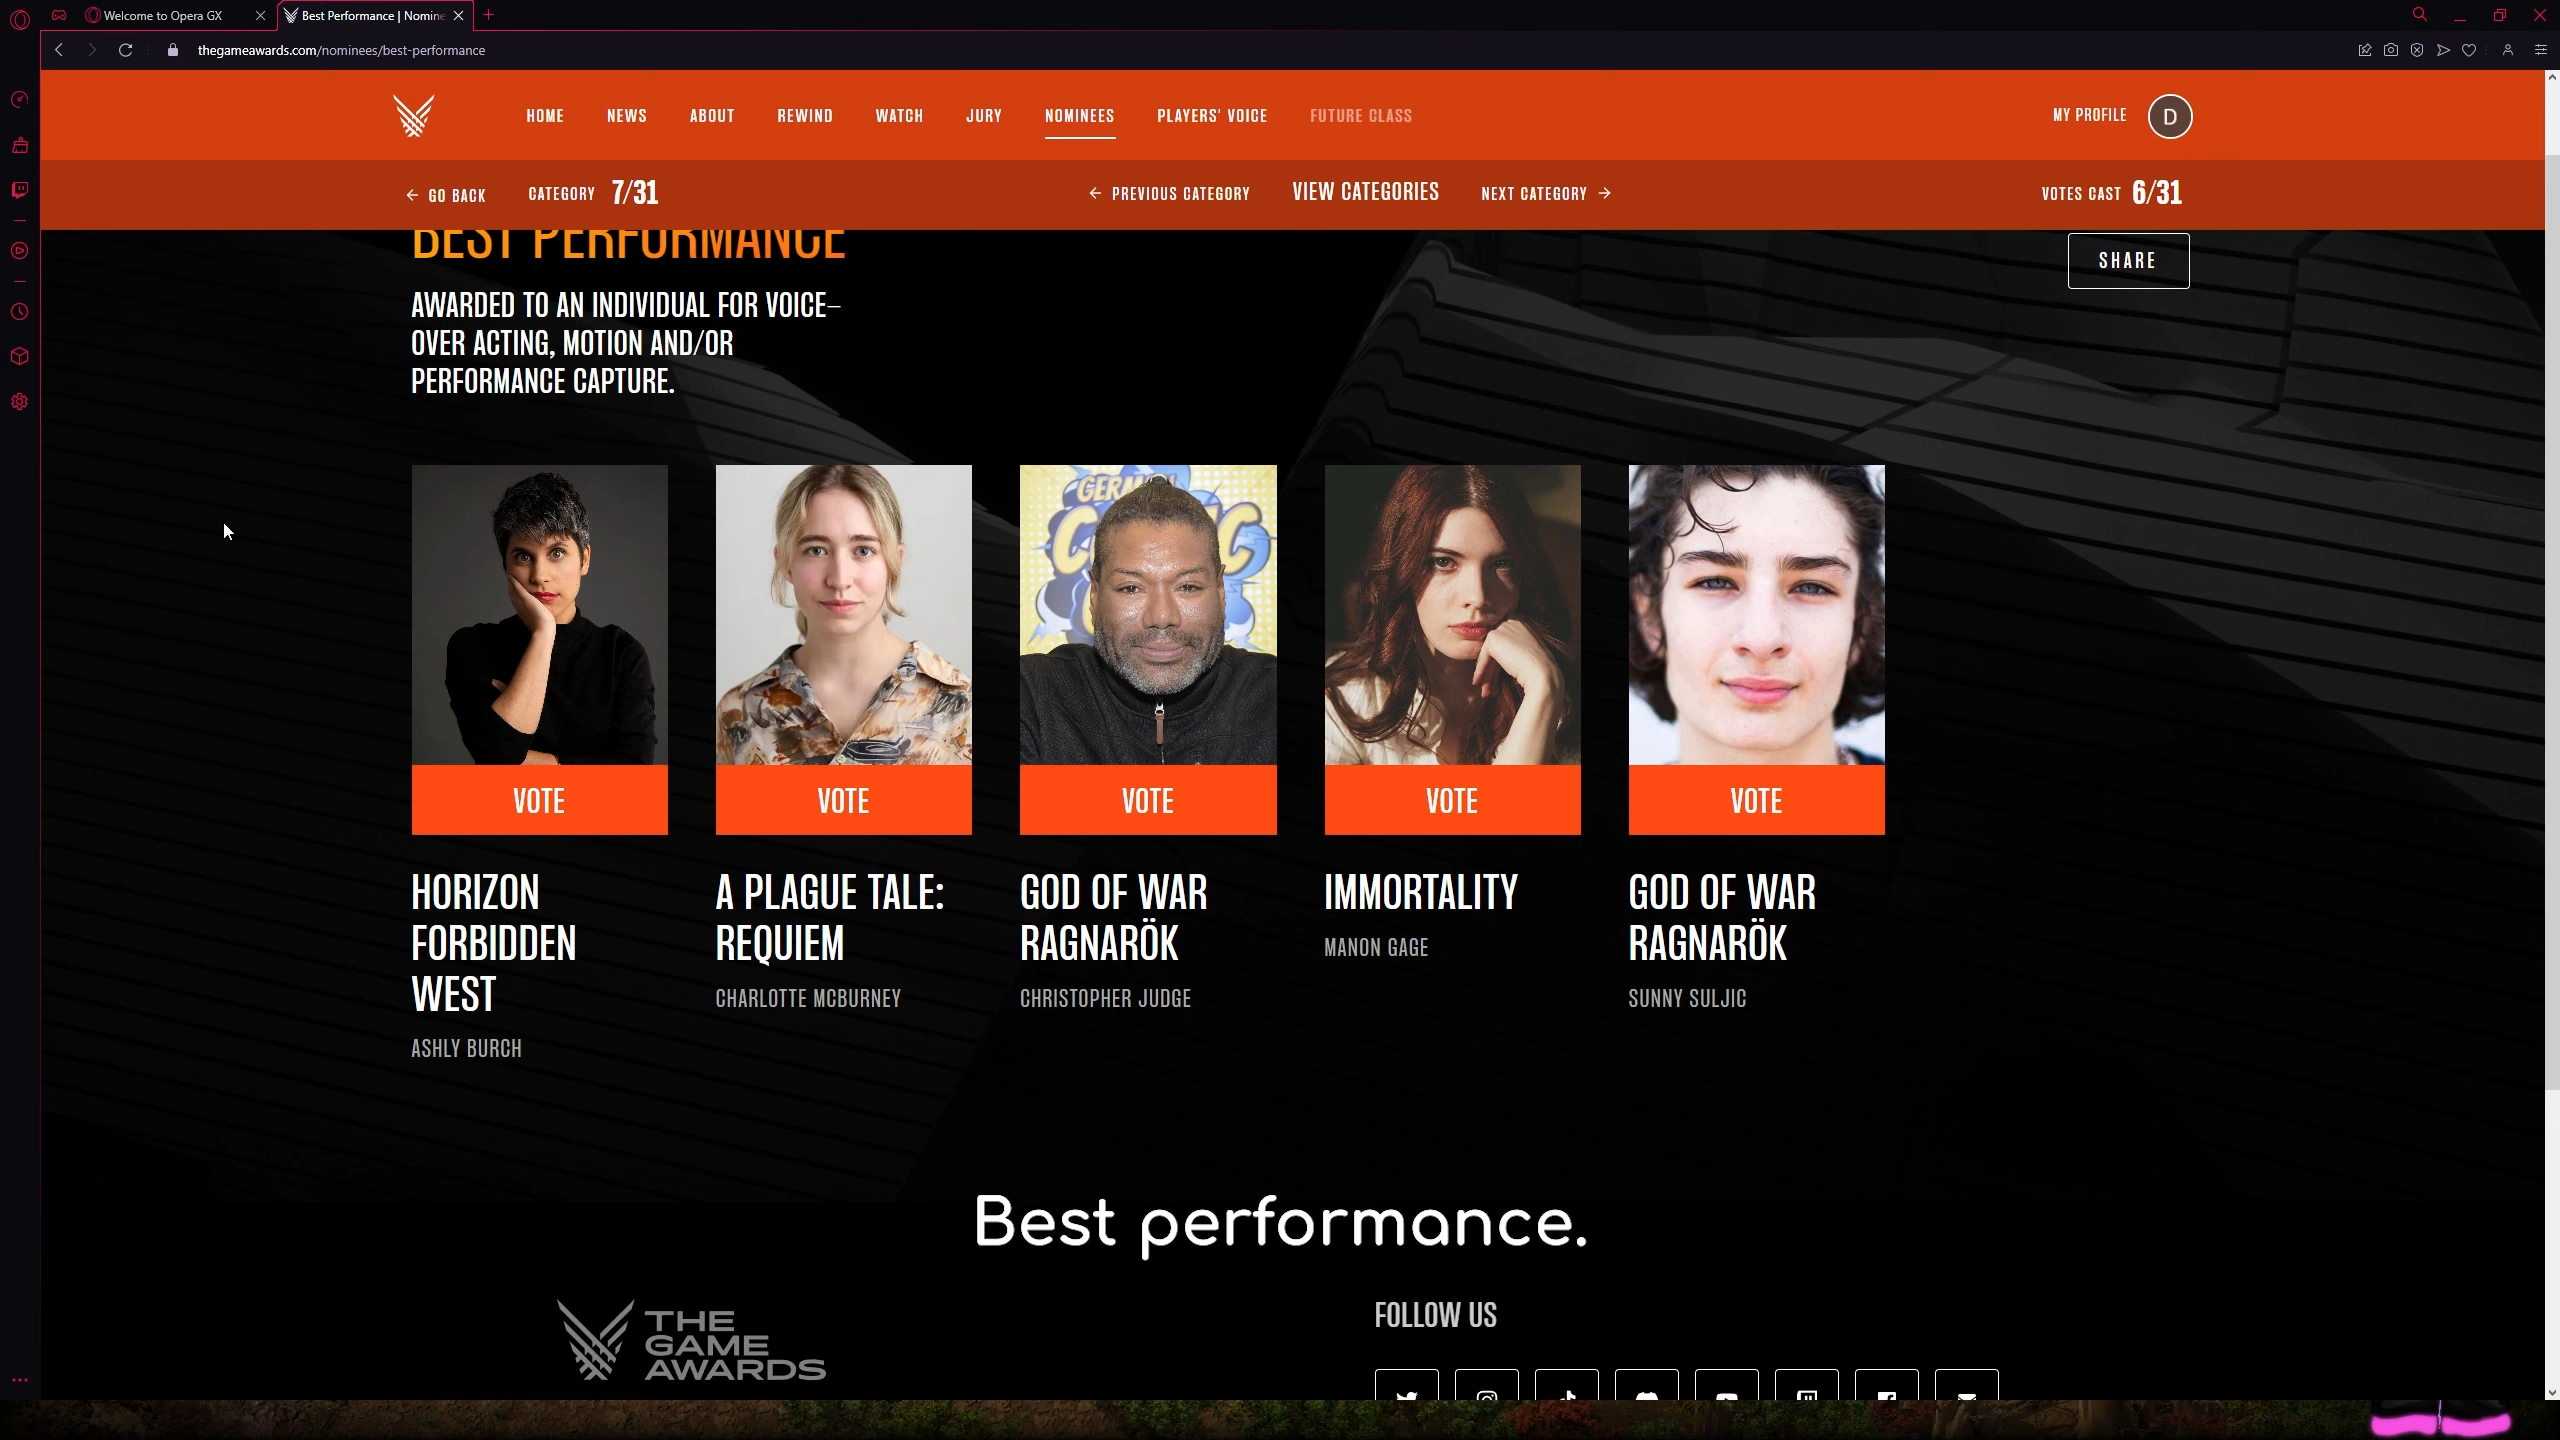 Welcome to Opera GX
Best Performance | Nomine
thegameawards.com/nominees/best-performance
HOME NEWS ABOUT REWIND WATCH JURY NOMINEES PLAYERS' VOICE FUTURE CLASS MY PROFILE D
GO BACK CATEGORY 7/31 PREVIOUS CATEGORY VIEW CATEGORIES NEXT CATEGORY VOTES CAST 6/31
BEST PERFORMANCE
SHARE
AWARDED TO AN INDIVIDUAL FOR VOICE-
OVER ACTING, MOTION AND/OR
PERFORMANCE CAPTURE.
VOTE VOTE VOTE VOTE VOTE
HORIZON
FORBIDDEN
WEST
ASHLY BURCH
A PLAGUE TALE:
REQUIEM
CHARLOTTE MCBURNEY
GOD OF WAR
RAGNARÖK
CHRISTOPHER JUDGE
IMMORTALITY
MANON GAGE
GOD OF WAR
RAGNARÖK
SUNNY SULJIC
Best performance.
THE
GAME
AWARDS
FOLLOW US